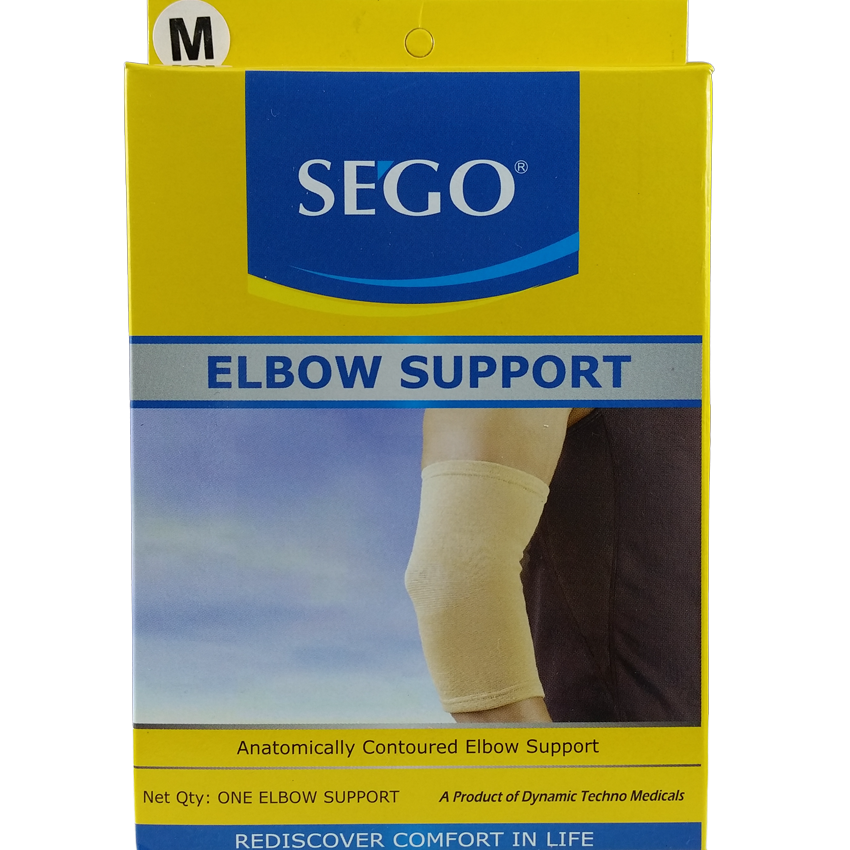 M
SEGO®
ELBOW SUPPORT
Anatomically Contoured Elbow Support
Net Qty: ONE ELBOW SUPPORT A Product of Dynamic Techno Medicals
REDISCOVER COMFORT IN LIFE